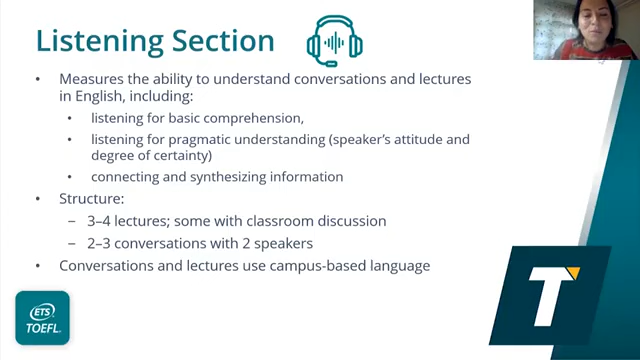 Listening Section
• Measures the ability to understand conversations and lectures
in English, including:
• listening for basic comprehension,
• listening for pragmatic understanding (speaker's attitude and
degree of certainty)
• connecting and synthesizing information
• Structure:
– 3–4 lectures; some with classroom discussion
– 2–3 conversations with 2 speakers
• Conversations and lectures use campus-based language
ETS
TOEFL
T